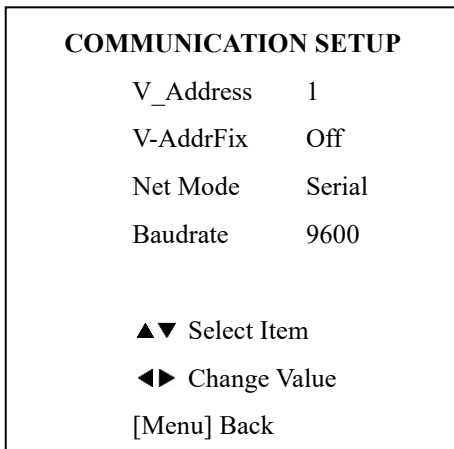 COMMUNICATION SETUP
V_Address 1
V-AddrFix Off
Net Mode Serial
Baudrate 9600
▲▼ Select Item
◀▶ Change Value
[Menu] Back